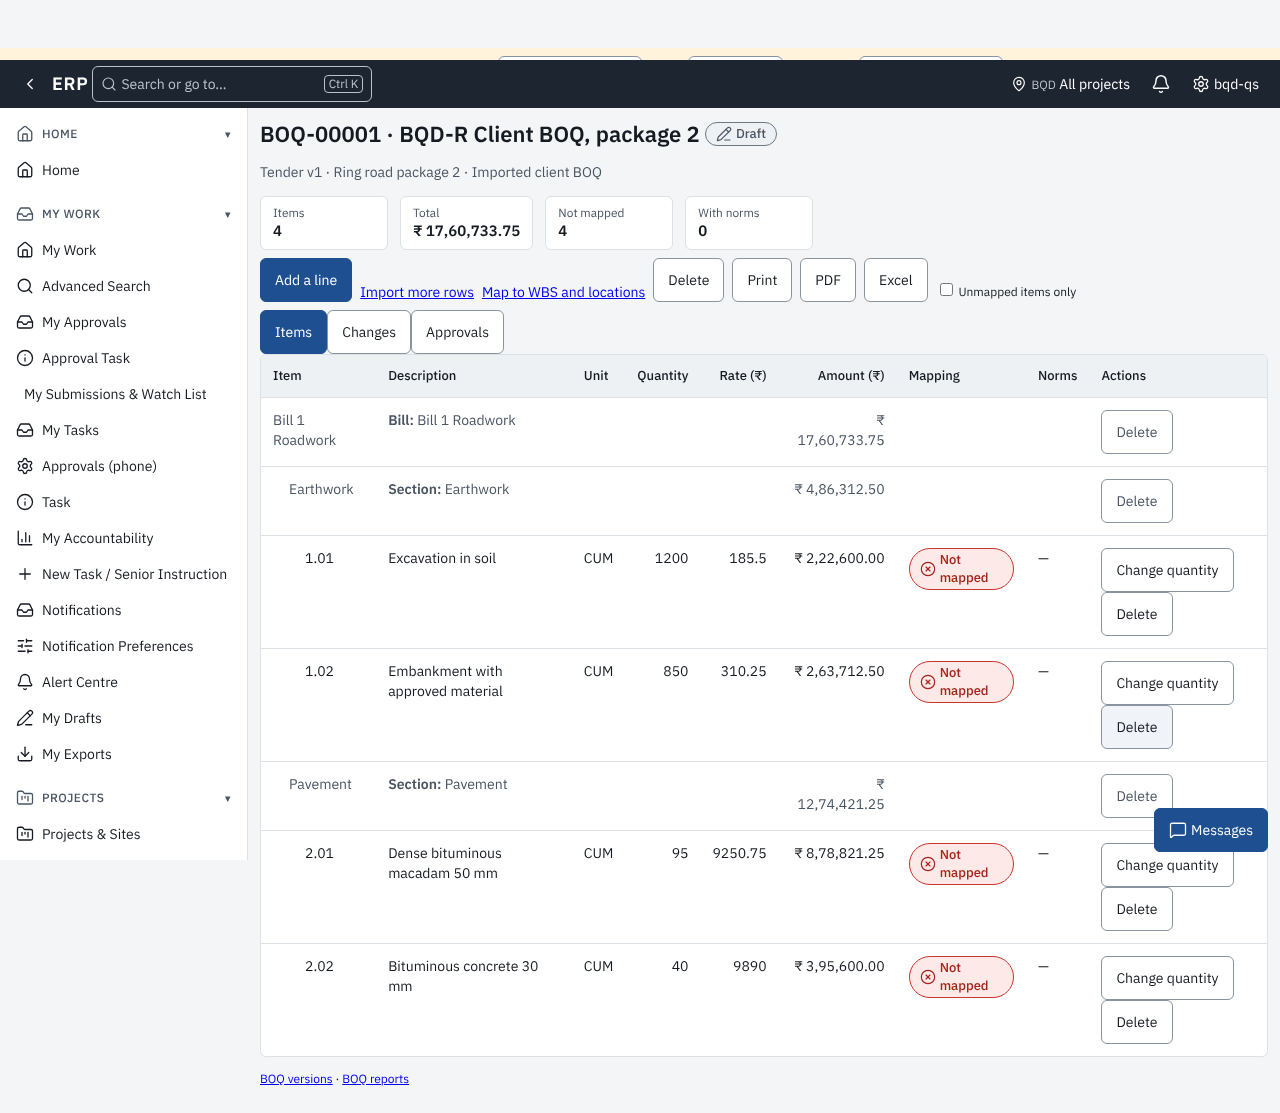 ERP Search or go to... Ctrl K BQD All projects bqd-qs
HOME
Home
MY WORK
My Work
Advanced Search
My Approvals
Approval Task
My Submissions & Watch List
My Tasks
Approvals (phone)
Task
My Accountability
New Task / Senior Instruction
Notifications
Notification Preferences
Alert Centre
My Drafts
My Exports
PROJECTS
Projects & Sites
BOQ-00001 · BQD-R Client BOQ, package 2 Draft
Tender v1 · Ring road package 2 · Imported client BOQ
Items
4
Total
₹ 17,60,733.75
Not mapped
4
With norms
0
Add a line Import more rows Map to WBS and locations Delete Print PDF Excel Unmapped items only
Items Changes Approvals
Item Description Unit Quantity Rate (₹) Amount (₹) Mapping Norms Actions
Bill 1 Roadwork Bill: Bill 1 Roadwork ₹ 17,60,733.75 Delete
Earthwork Section: Earthwork ₹ 4,86,312.50 Delete
1.01 Excavation in soil CUM 1200 185.5 ₹ 2,22,600.00 Not mapped — Change quantity
Delete
1.02 Embankment with approved material CUM 850 310.25 ₹ 2,63,712.50 Not mapped — Change quantity
Delete
Pavement Section: Pavement ₹ 12,74,421.25 Delete
Messages
2.01 Dense bituminous macadam 50 mm CUM 95 9250.75 ₹ 8,78,821.25 Not mapped — Change quantity
Delete
2.02 Bituminous concrete 30 mm CUM 40 9890 ₹ 3,95,600.00 Not mapped — Change quantity
Delete
BOQ versions · BOQ reports